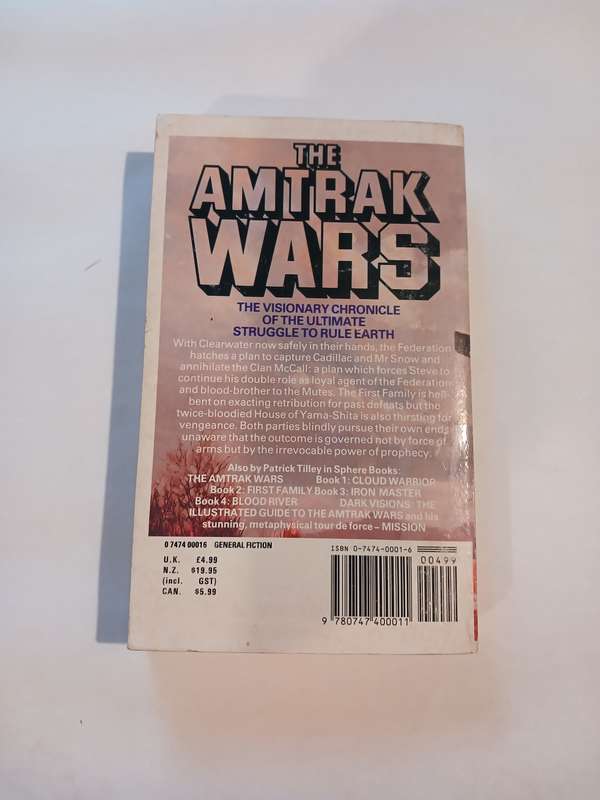 THE
AMTRAK
WARS
THE VISIONARY CHRONICLE
OF THE ULTIMATE
STRUGGLE TO RULE EARTH
With Clearwater now safely in their hands, the Federation
hatches a plan to capture Cadillac and Mr Snow and
annihilate the Clan McCall: a plan which forces Steve to
continue his double role as loyal agent of the Federation
and blood-brother to the Mutes. The First Family is hell-
bent on exacting retribution for past defeats but the
twice-bloodied House of Yama-Shita is also thirsting for
vengeance. Both parties blindly pursue their own ends,
unaware that the outcome is governed not by force of
arms but by the irrevocable power of prophecy.
Also by Patrick Tilley in Sphere Books:
THE AMTRAK WARS Book 1: CLOUD WARRIOR
Book 2: FIRST FAMILY Book 3: IRON MASTER
Book 4: BLOOD RIVER DARK VISIONS: THE
ILLUSTRATED GUIDE TO THE AMTRAK WARS and his
stunning, metaphysical tour de force – MISSION
0 7474 00016 GENERAL FICTION
U.K. £4.99
N.Z. $19.95
(incl. GST)
CAN. $5.99
ISBN 0-7474-0001-6
00499
9 780747 400011